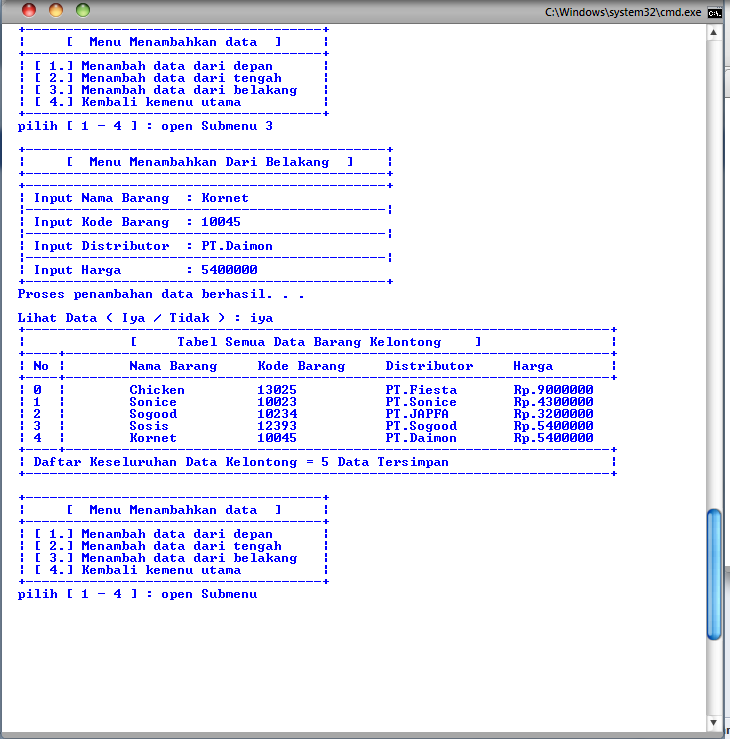 C:\Windows\system32\cmd.exe
[ Menu Menambahkan data ]
[ 1.] Menambah data dari depan
[ 2.] Menambah data dari tengah
[ 3.] Menambah data dari belakang
[ 4.] Kembali kemenu utama
pilih [ 1 - 4 ] : open Submenu 3
[ Menu Menambahkan Dari Belakang ]
Input Nama Barang : Kornet
Input Kode Barang : 10045
Input Distributor : PT.Daimon
Input Harga : 5400000
Proses penambahan data berhasil. . .
Lihat Data ( Iya / Tidak ) : iya
[ Tabel Semua Data Barang Kelontong ]
No Nama Barang Kode Barang Distributor Harga
0 Chicken 13025 PT.Fiesta Rp.9000000
1 Sonice 10023 PT.Sonice Rp.4300000
2 Sogood 10234 PT.JAPFA Rp.3200000
3 Sosis 12393 PT.Sogood Rp.5400000
4 Kornet 10045 PT.Daimon Rp.5400000
Daftar Keseluruhan Data Kelontong = 5 Data Tersimpan
[ Menu Menambahkan data ]
[ 1.] Menambah data dari depan
[ 2.] Menambah data dari tengah
[ 3.] Menambah data dari belakang
[ 4.] Kembali kemenu utama
pilih [ 1 - 4 ] : open Submenu